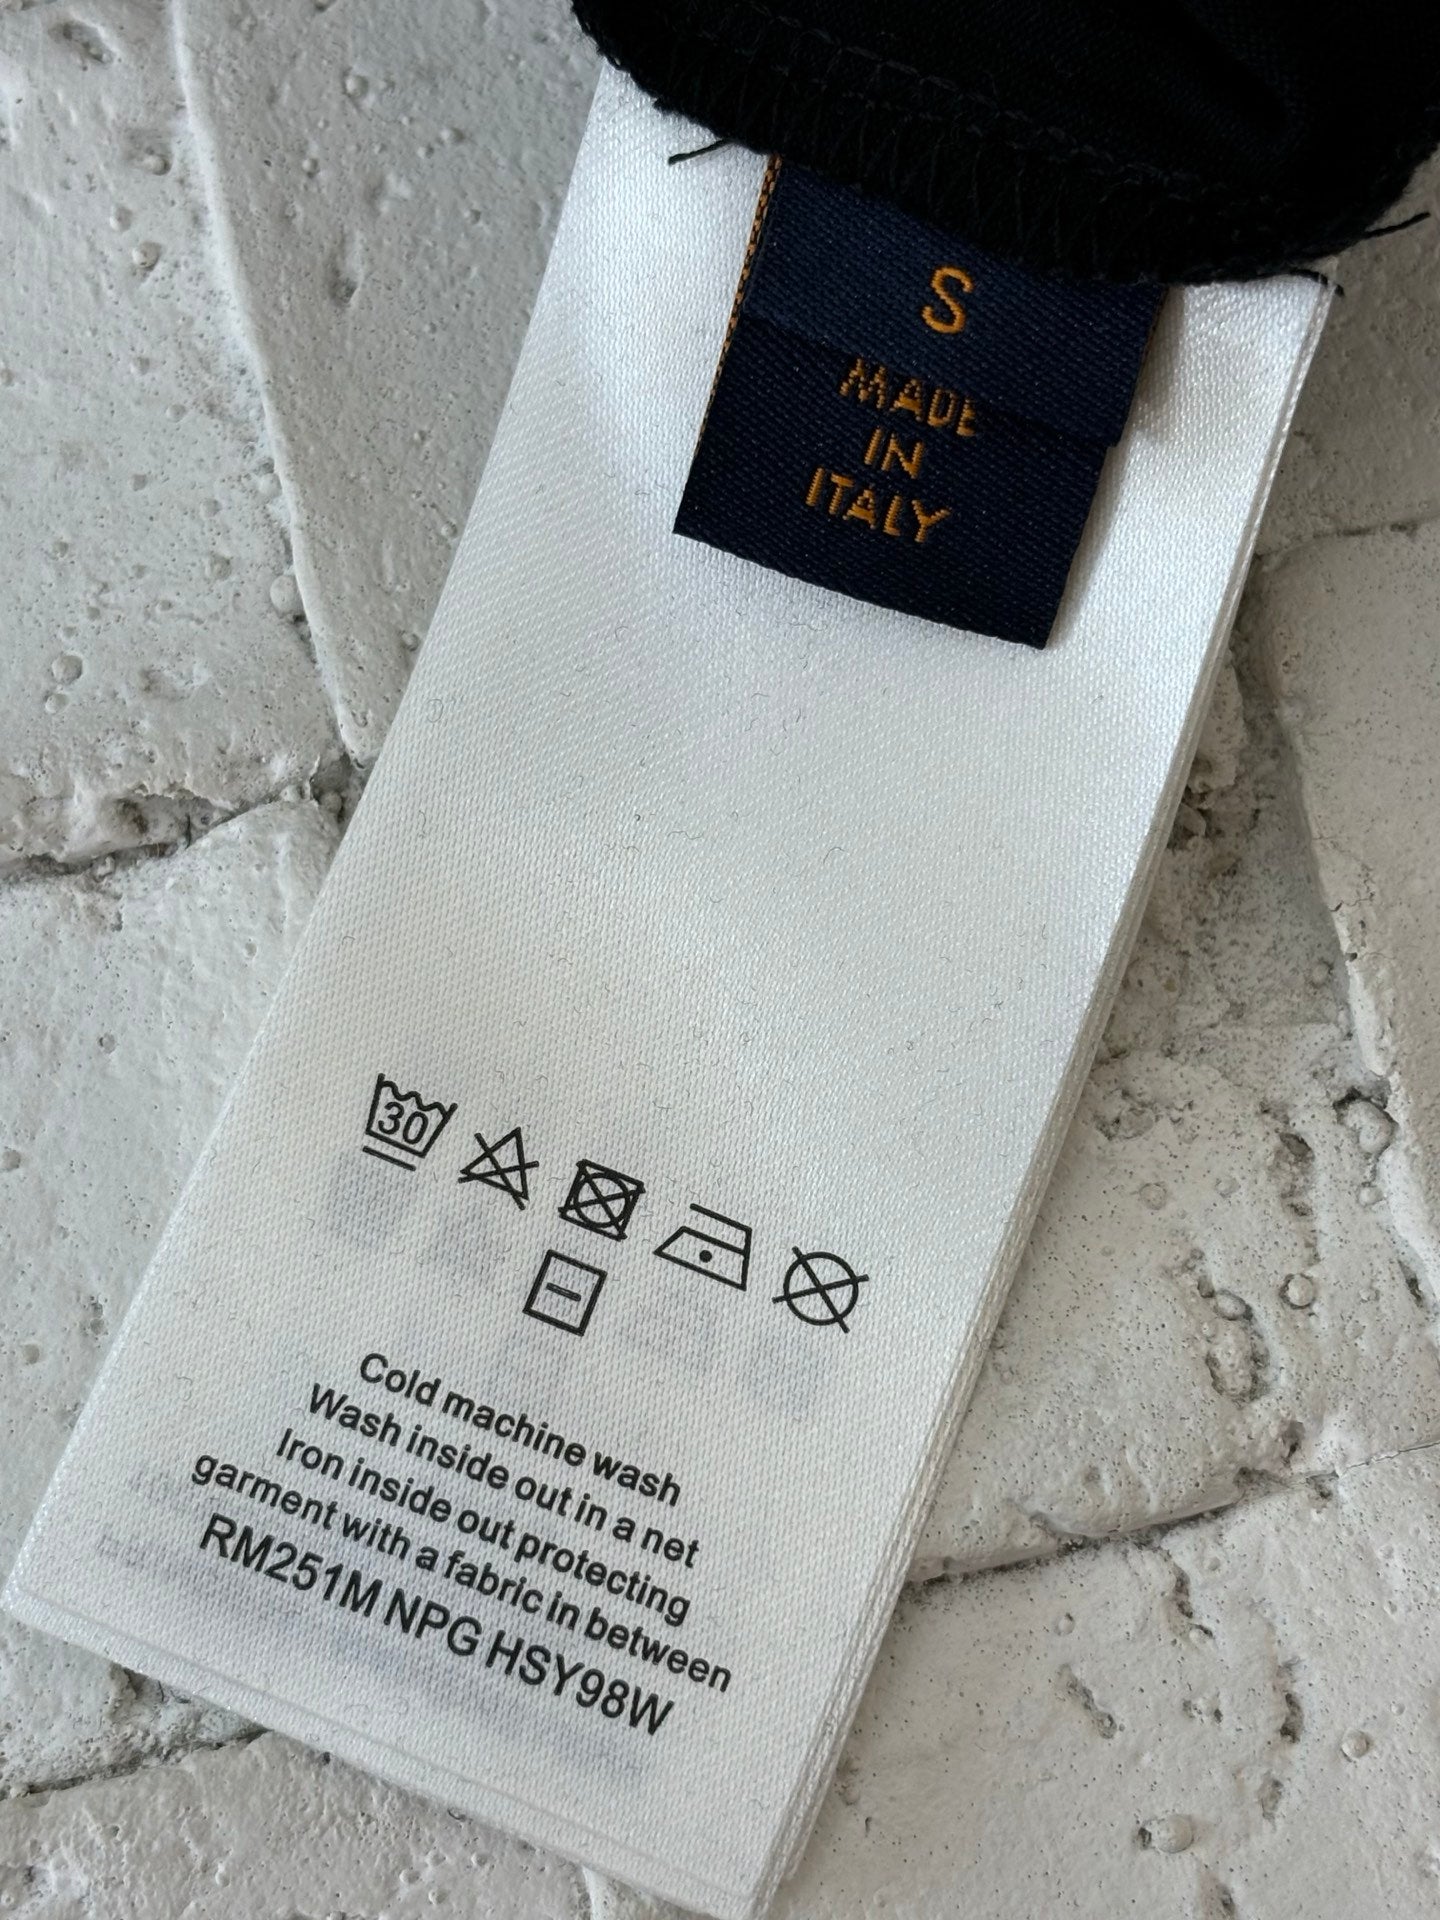 S
MADE
IN
ITALY
30
Cold machine wash
Wash inside out in a net
Iron inside out protecting
garment with a fabric in between
RM251M NPG HSY98W